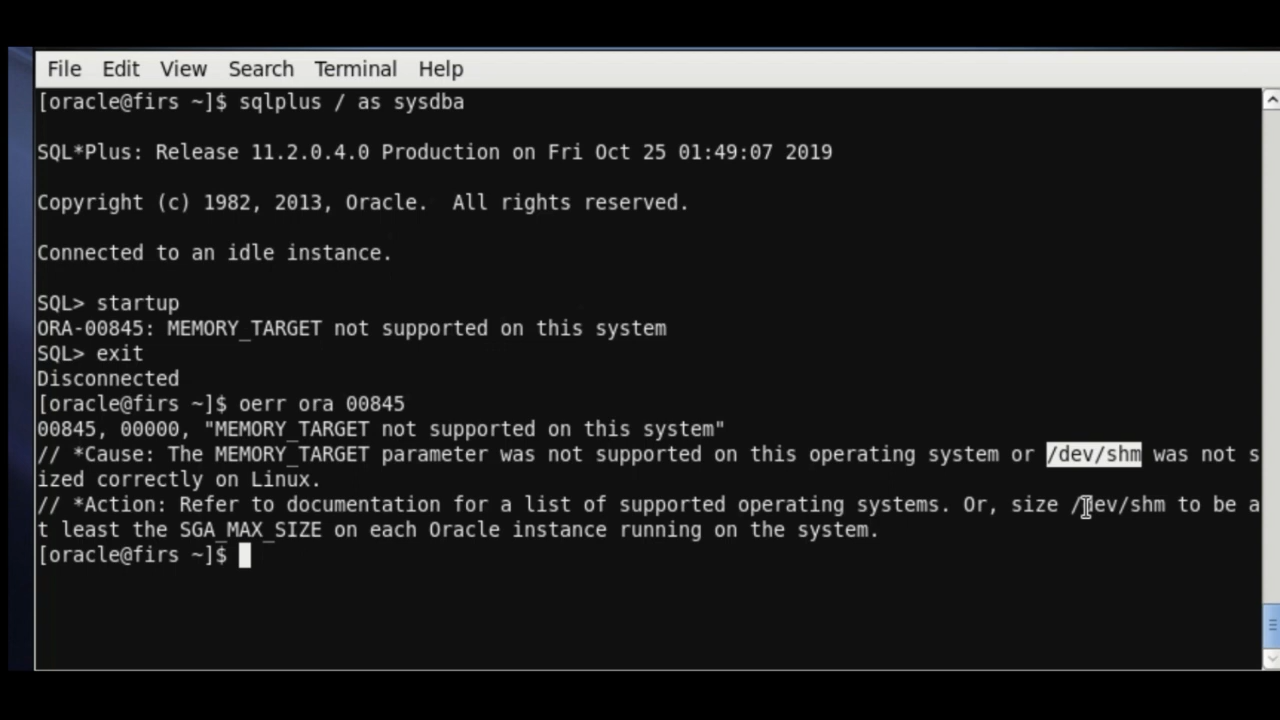 File Edit View Search Terminal Help
[oracle@firs ~]$ sqlplus / as sysdba
SQL*Plus: Release 11.2.0.4.0 Production on Fri Oct 25 01:49:07 2019
Copyright (c) 1982, 2013, Oracle.  All rights reserved.
Connected to an idle instance.
SQL> startup
ORA-00845: MEMORY_TARGET not supported on this system
SQL> exit
Disconnected
[oracle@firs ~]$ oerr ora 00845
00845, 00000, "MEMORY_TARGET not supported on this system"
// *Cause: The MEMORY_TARGET parameter was not supported on this operating system or /dev/shm was not s
ized correctly on Linux.
// *Action: Refer to documentation for a list of supported operating systems. Or, size /dev/shm to be a
t least the SGA_MAX_SIZE on each Oracle instance running on the system.
[oracle@firs ~]$